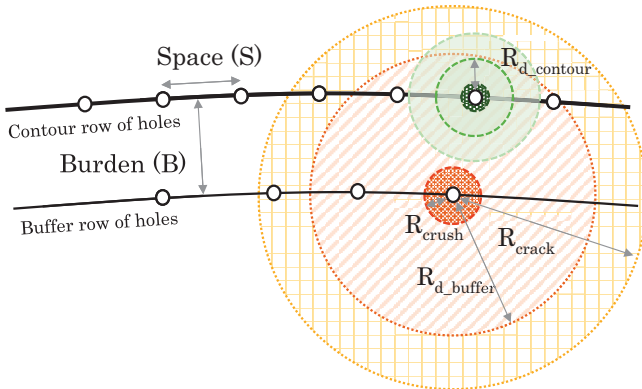 Space (S)
R_d_contour
Contour row of holes
Burden (B)
Buffer row of holes
R_crush
R_crack
R_d_buffer